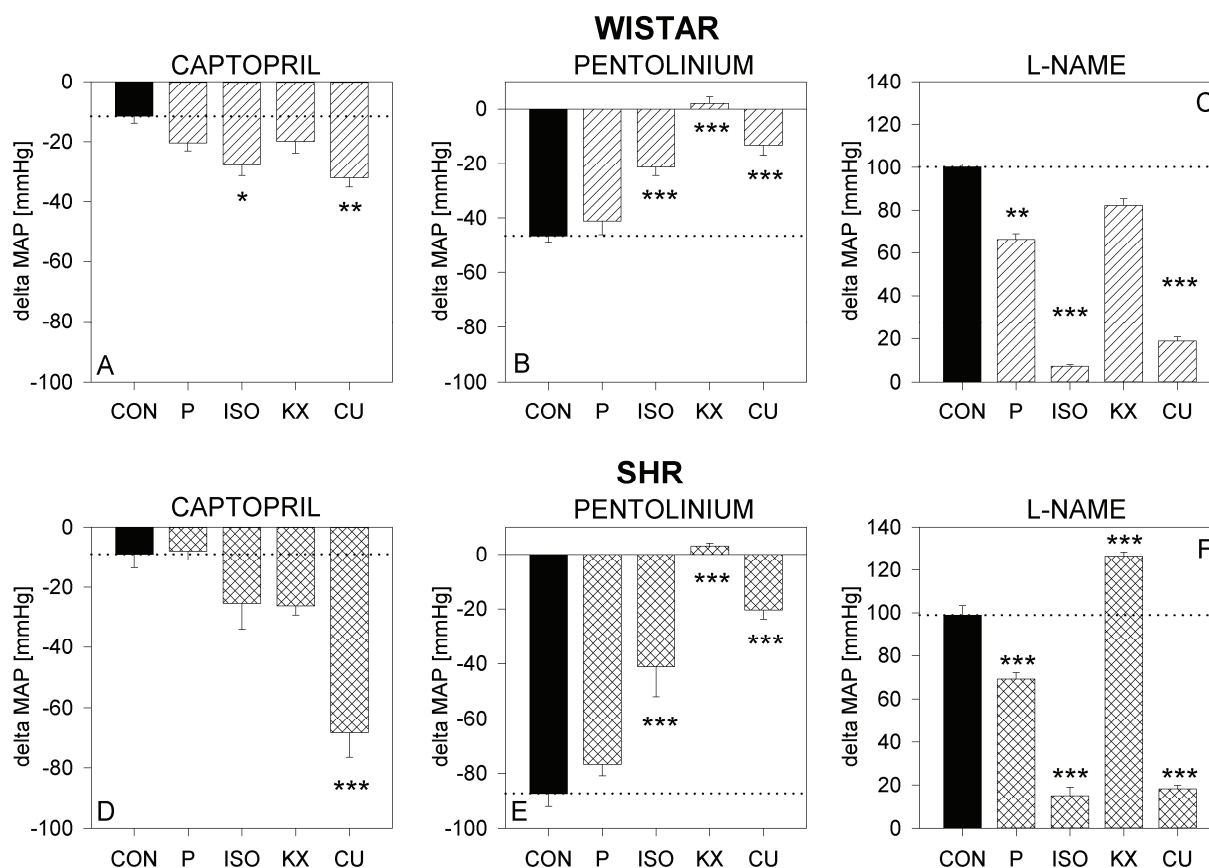 WISTAR
CAPTOPRIL
delta MAP [mmHg]
0
-20
-40
-60
-80
-100
* **
A
CON P ISO KX CU
PENTOLINIUM
delta MAP [mmHg]
0
-20
-40
-60
-80
-100
*** *** ***
B
CON P ISO KX CU
L-NAME
C
delta MAP [mmHg]
140
120
100
80
60
40
20
0
** *** ***
CON P ISO KX CU
SHR
CAPTOPRIL
delta MAP [mmHg]
0
-20
-40
-60
-80
-100
***
D
CON P ISO KX CU
PENTOLINIUM
delta MAP [mmHg]
0
-20
-40
-60
-80
-100
*** *** ***
E
CON P ISO KX CU
L-NAME
F
delta MAP [mmHg]
140
120
100
80
60
40
20
0
*** *** *** ***
CON P ISO KX CU